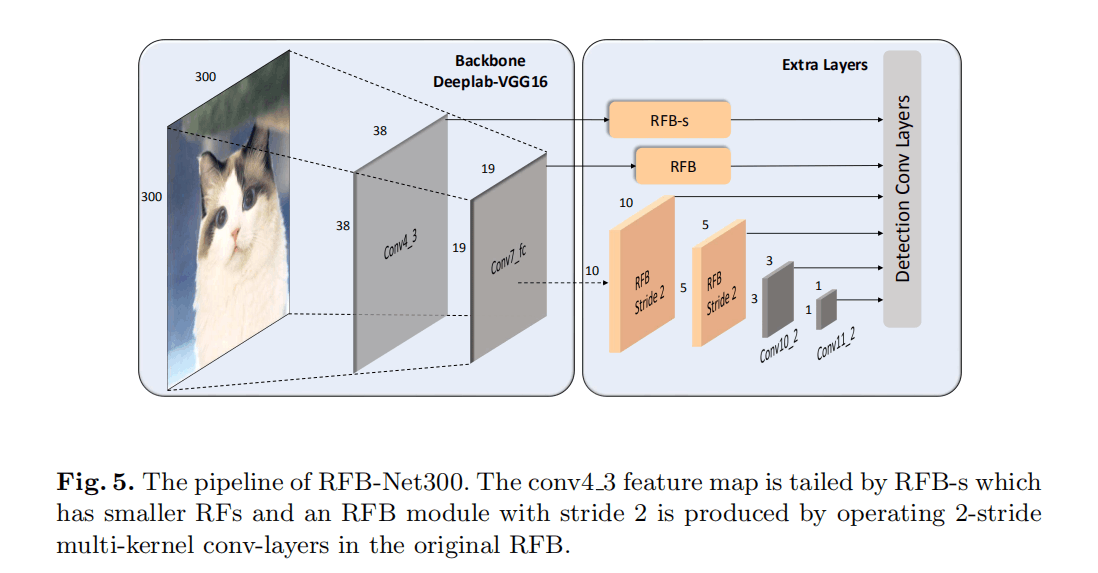 Backbone
Deeplab-VGG16
Extra Layers
300
300
38
38
Conv4_3
19
19
Conv7_fc
RFB-s
RFB
10
10
RFB
Stride 2
5
5
RFB
Stride 2
3
3
Conv10_2
1
1
Conv11_2
Detection Conv Layers
Fig. 5. The pipeline of RFB-Net300. The conv4_3 feature map is tailed by RFB-s which
has smaller RFs and an RFB module with stride 2 is produced by operating 2-stride
multi-kernel conv-layers in the original RFB.